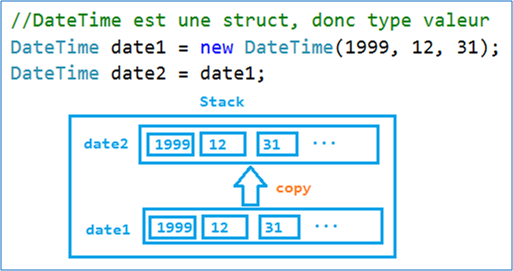 //DateTime est une struct, donc type valeur
DateTime date1 = new DateTime(1999, 12, 31);
DateTime date2 = date1;
Stack
date2 1999 12 31 ...
copy
date1 1999 12 31 ...